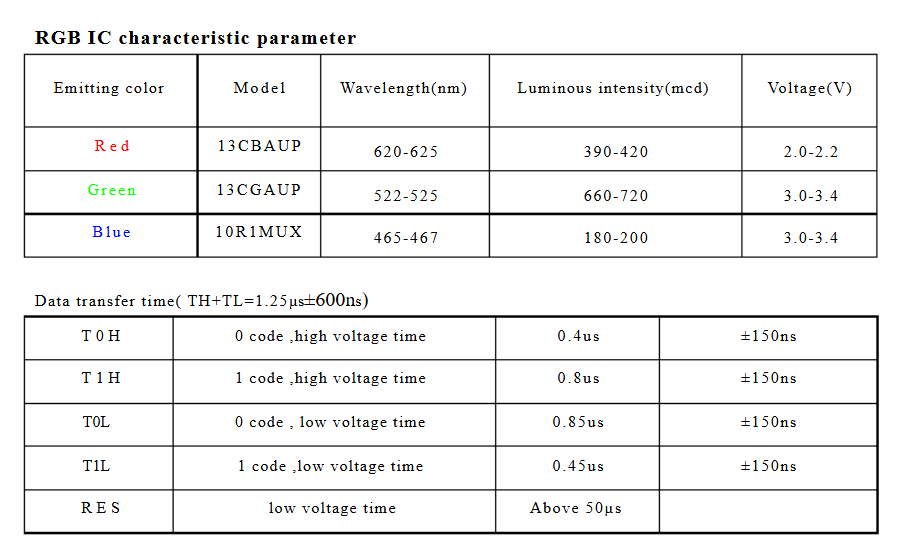 RGB IC characteristic parameter
Emitting color Model Wavelength(nm) Luminous intensity(mcd) Voltage(V)
Red 13CBAUP 620-625 390-420 2.0-2.2
Green 13CGAUP 522-525 660-720 3.0-3.4
Blue 10R1MUX 465-467 180-200 3.0-3.4
Data transfer time( TH+TL=1.25µs±600ns)
T0H 0 code ,high voltage time 0.4us ±150ns
T1H 1 code ,high voltage time 0.8us ±150ns
T0L 0 code , low voltage time 0.85us ±150ns
T1L 1 code ,low voltage time 0.45us ±150ns
RES low voltage time Above 50µs